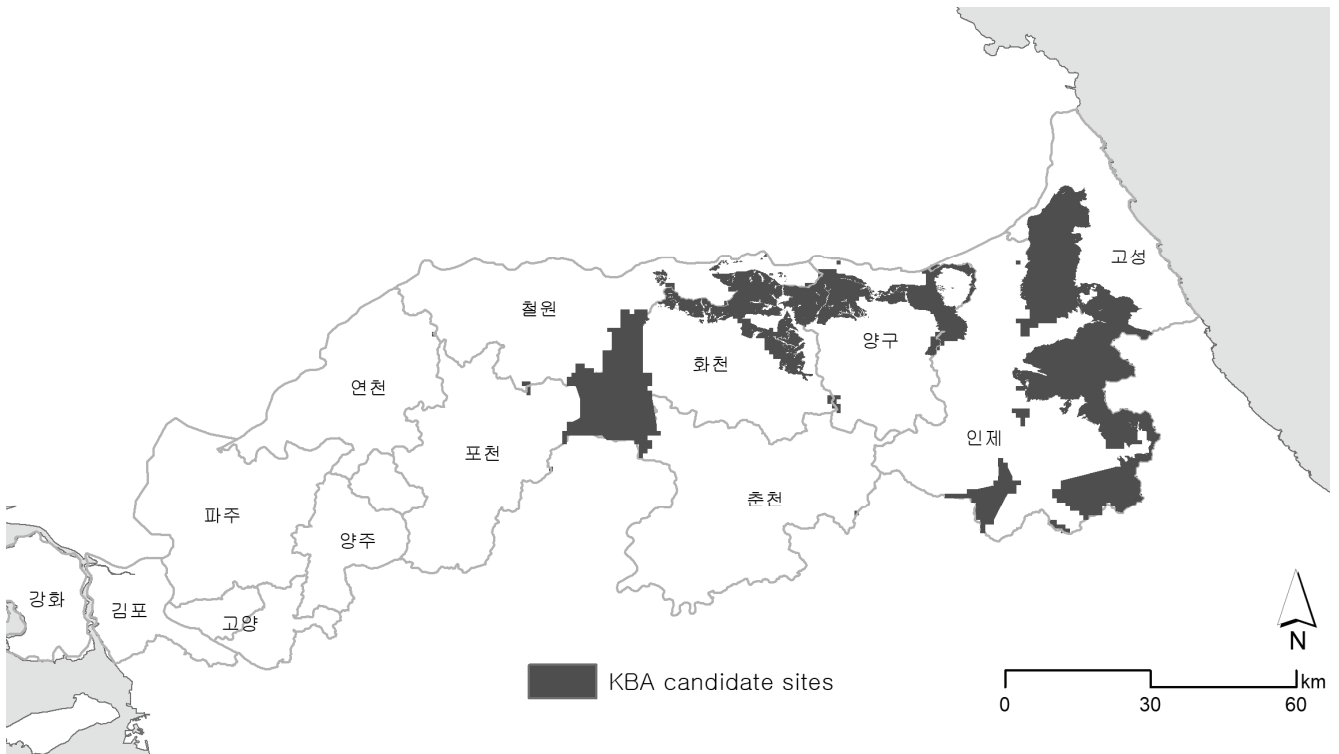 고성
철원
양구
화천
연천
인제
포천
춘천
파주
양주
강화
김포
고양
N
KBA candidate sites
km
0 30 60